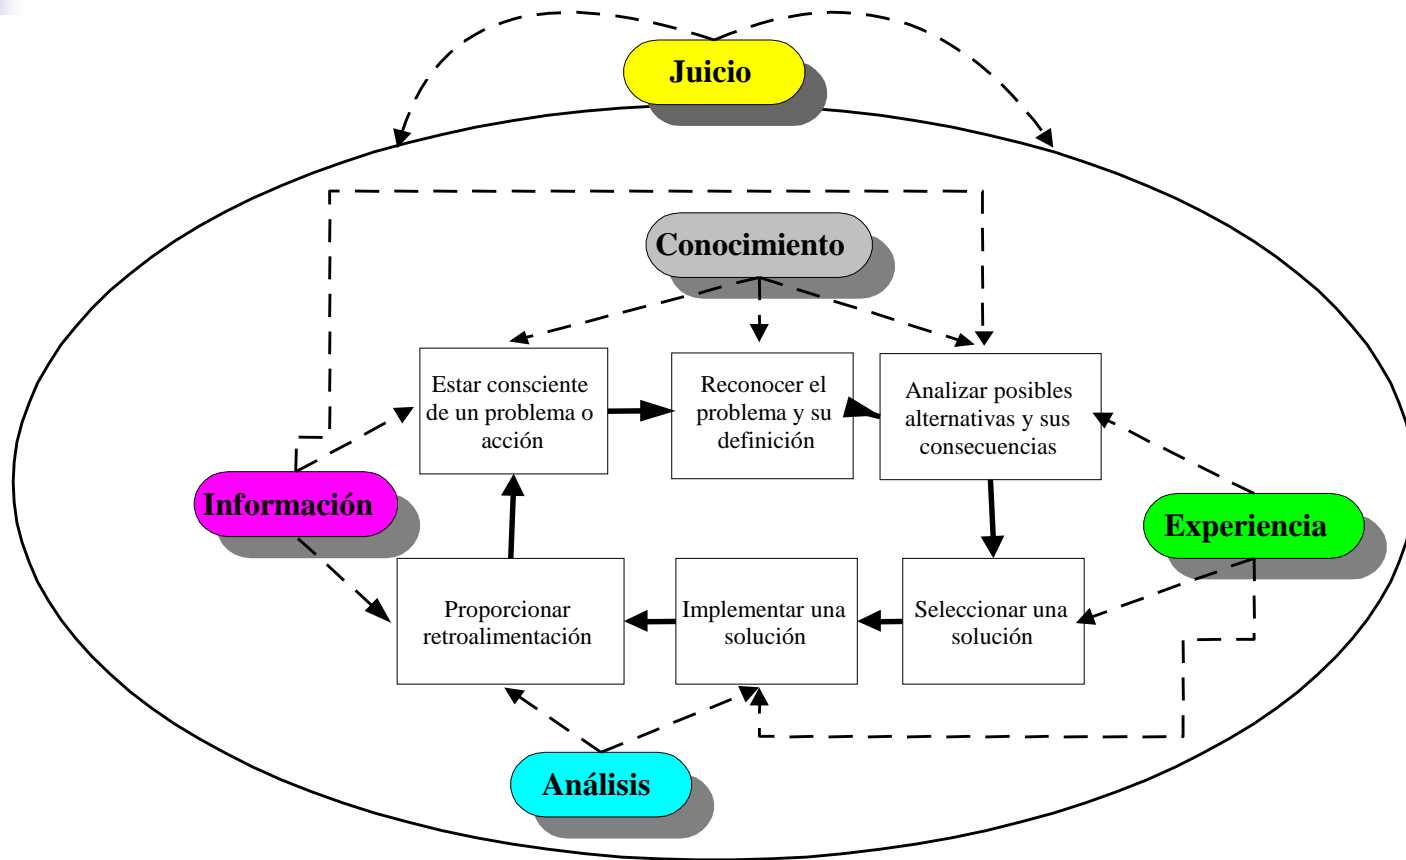 Juicio
Conocimiento
Estar consciente
de un problema o
acción
Reconocer el
problema y su
definición
Analizar posibles
alternativas y sus
consecuencias
Información
Experiencia
Proporcionar
retroalimentación
Implementar una
solución
Seleccionar una
solución
Análisis